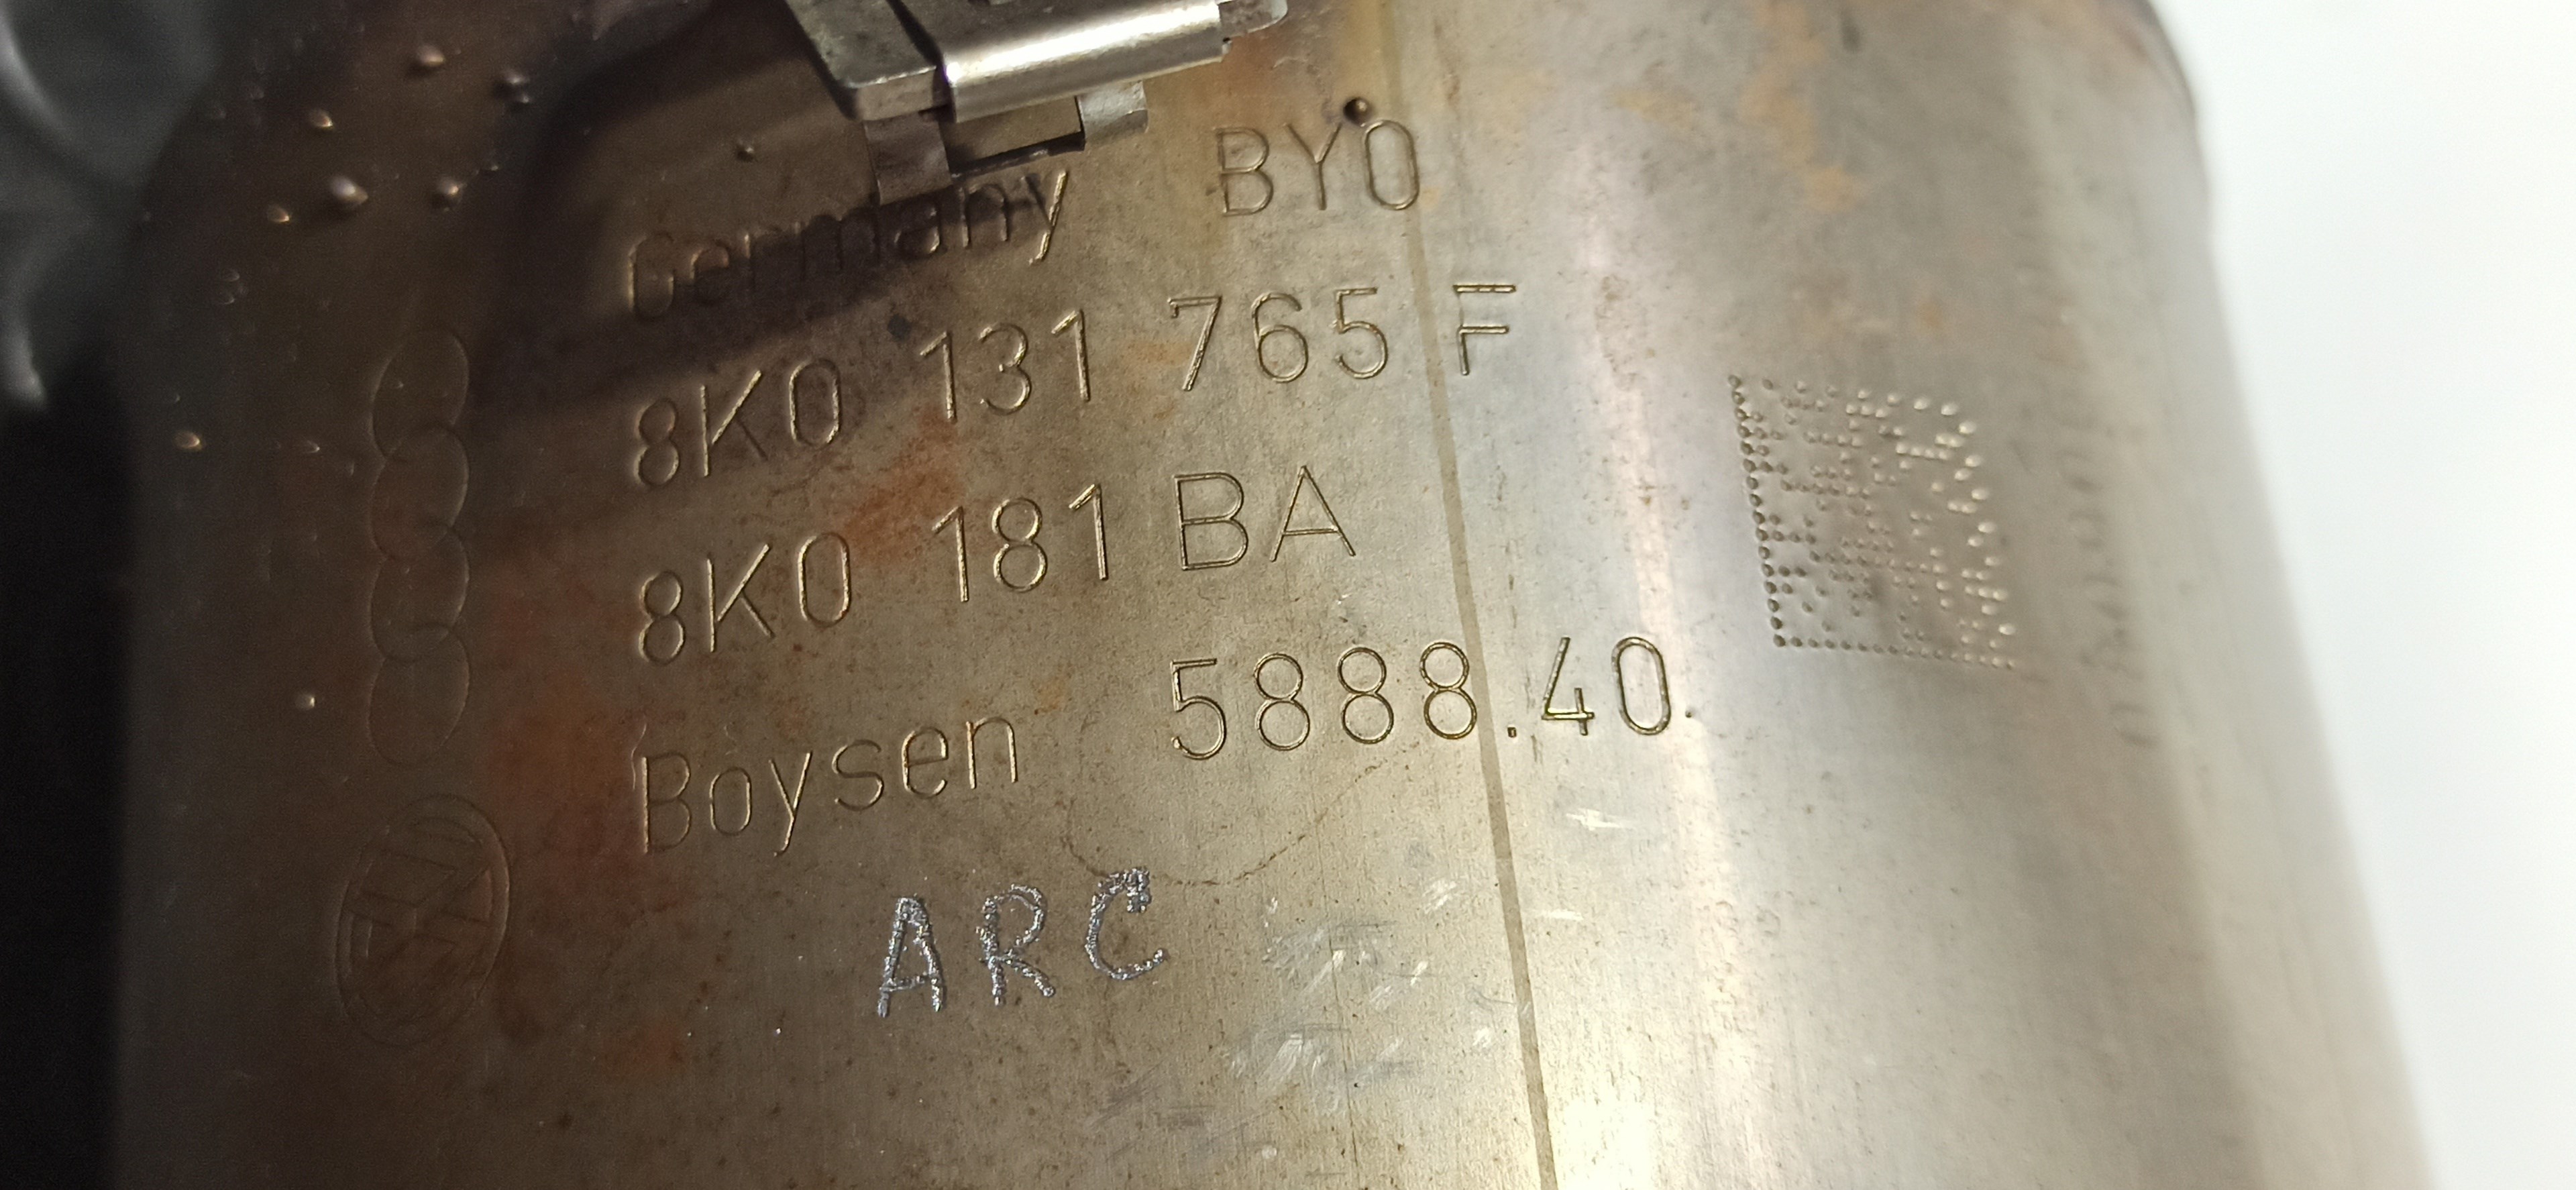 Germany BYO
8K0 131 765 F
8K0 181 BA
Boysen 5888.40
ARC